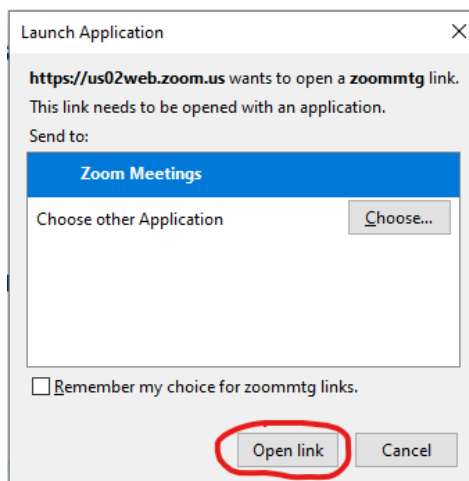 Launch Application
https://us02web.zoom.us wants to open a zoommtg link.
This link needs to be opened with an application.
Send to:
Zoom Meetings
Choose other Application
Choose...
Remember my choice for zoommtg links.
Open link
Cancel